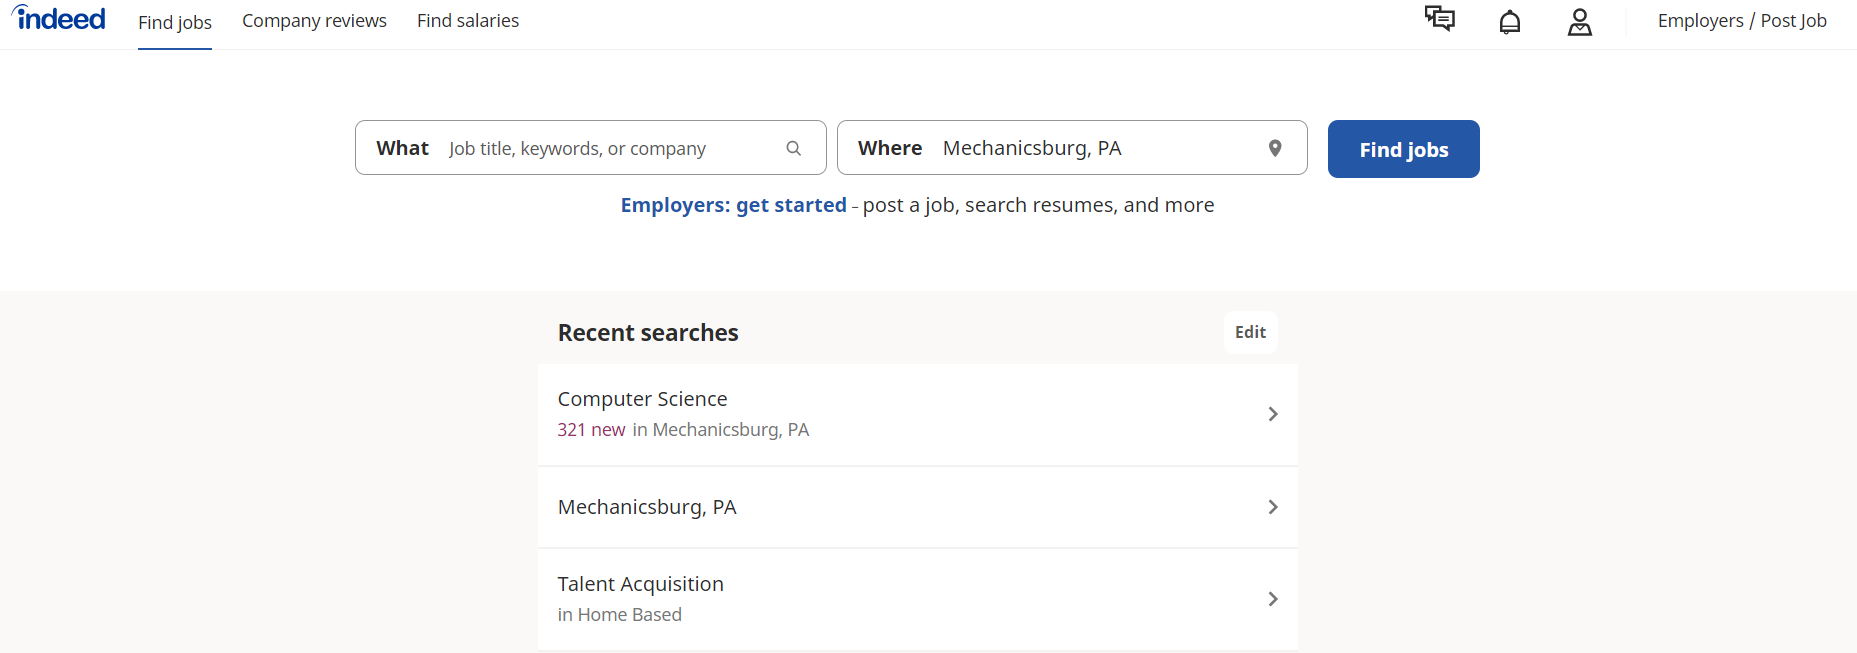 indeed Find jobs Company reviews Find salaries Employers / Post Job
What Job title, keywords, or company Where Mechanicsburg, PA Find jobs
Employers: get started – post a job, search resumes, and more
Recent searches Edit
Computer Science
321 new in Mechanicsburg, PA
Mechanicsburg, PA
Talent Acquisition
in Home Based